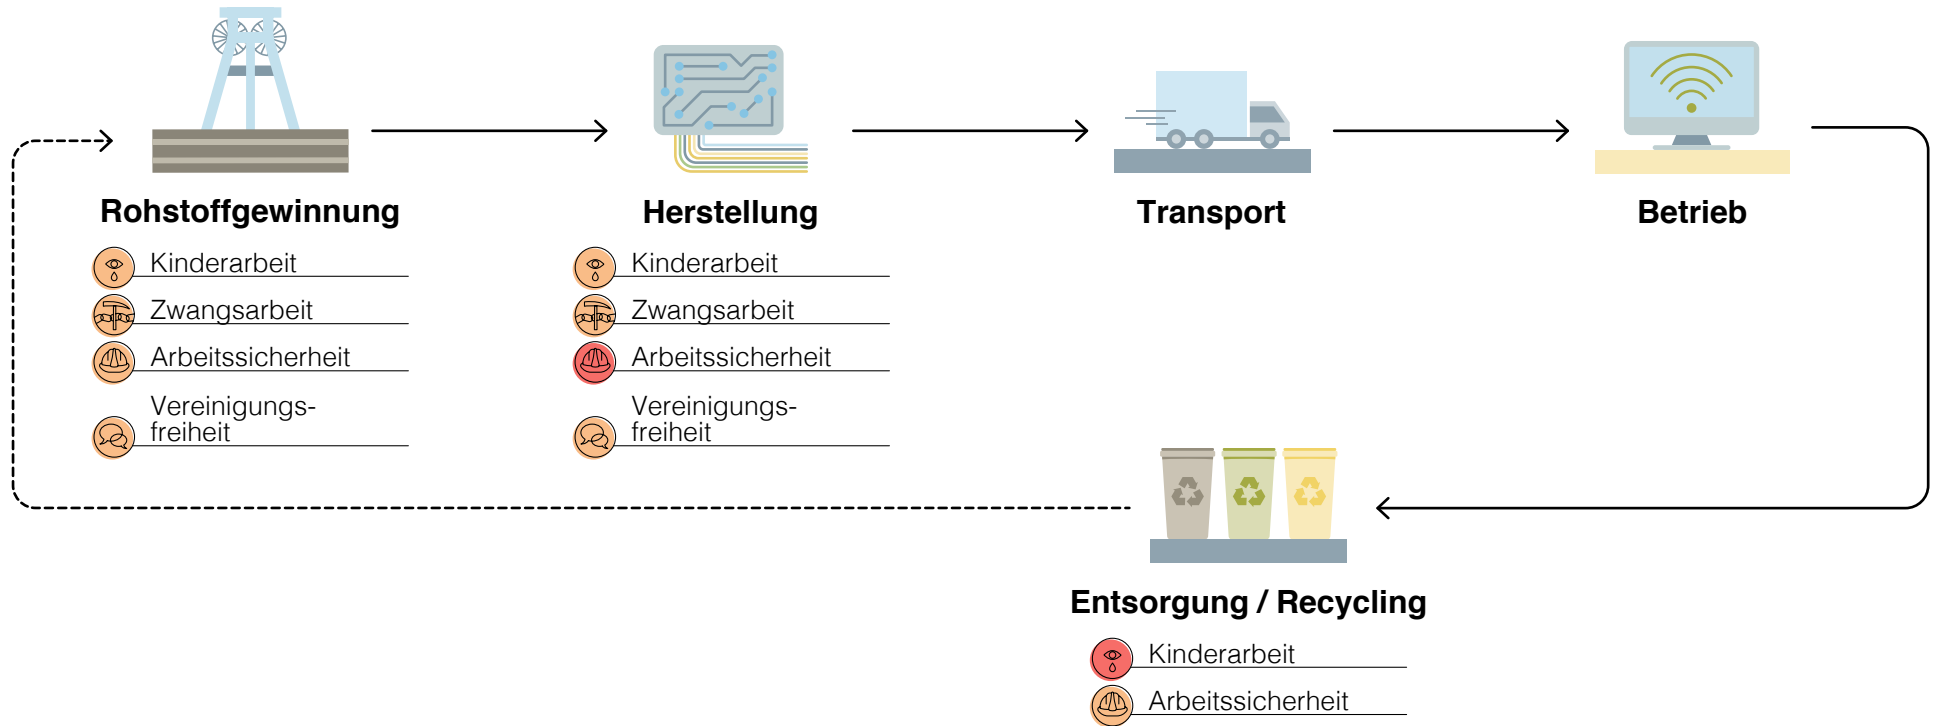 Rohstoffgewinnung
Kinderarbeit
Zwangsarbeit
Arbeitssicherheit
Vereinigungs-
freiheit
Herstellung
Kinderarbeit
Zwangsarbeit
Arbeitssicherheit
Vereinigungs-
freiheit
Transport
Betrieb
Entsorgung / Recycling
Kinderarbeit
Arbeitssicherheit